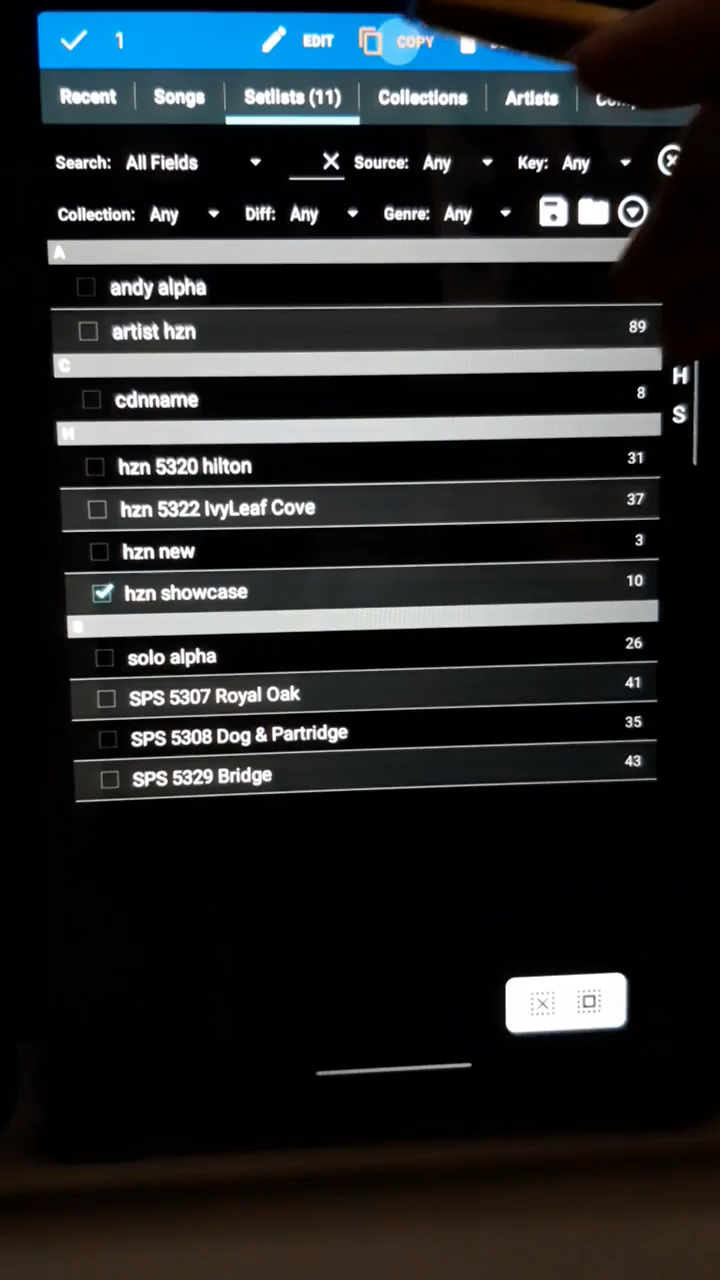 1 EDIT COPY
Recent Songs Setlists (11) Collections Artists
Search: All Fields Source: Any Key: Any
Collection: Any Diff: Any Genre: Any
A
andy alpha
artist hzn 89
C
cdnname 8
H
S
H
hzn 5320 hilton 31
hzn 5322 IvyLeaf Cove 37
hzn new 3
hzn showcase 10
S
solo alpha 26
SPS 5307 Royal Oak 41
SPS 5308 Dog & Partridge 35
SPS 5329 Bridge 43